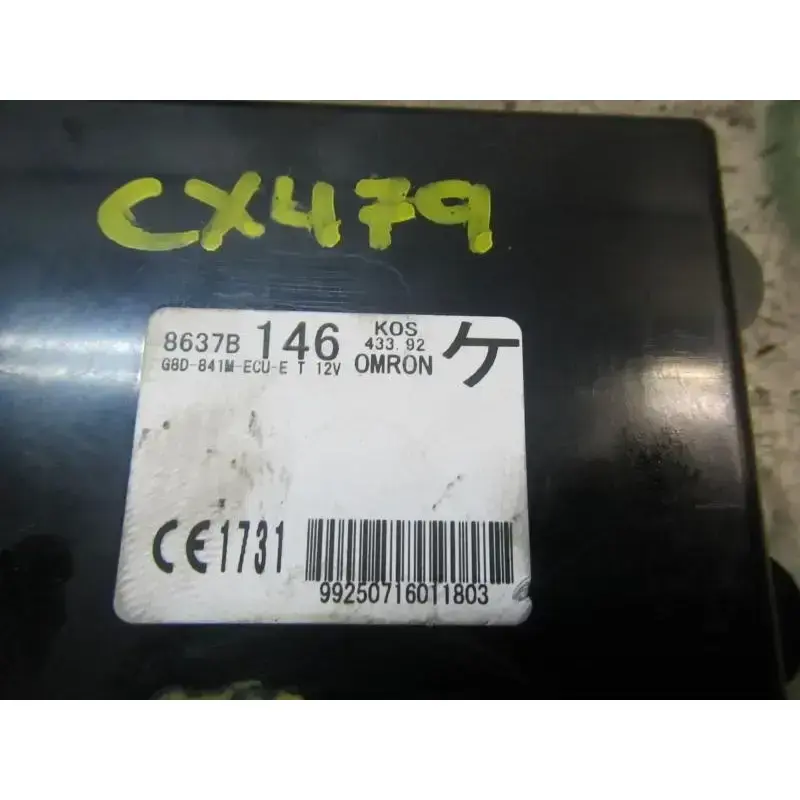 CX479
8637B 146 KOS 433.92 ケ
G8D-841M-ECU-E T 12V OMRON
CE1731
99250716011803